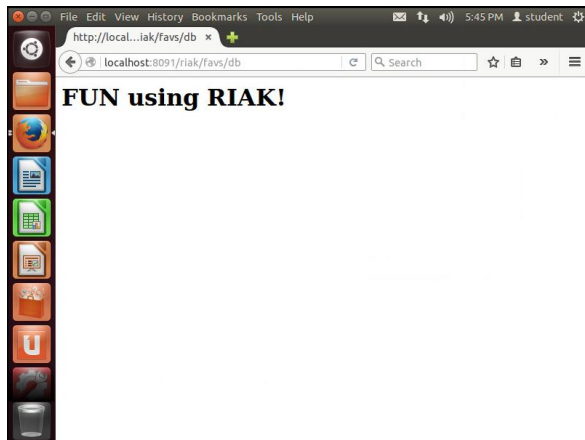 File Edit View History Bookmarks Tools Help 5:45 PM student
http://local...iak/favs/db ×
localhost:8091/riak/favs/db Search
FUN using RIAK!